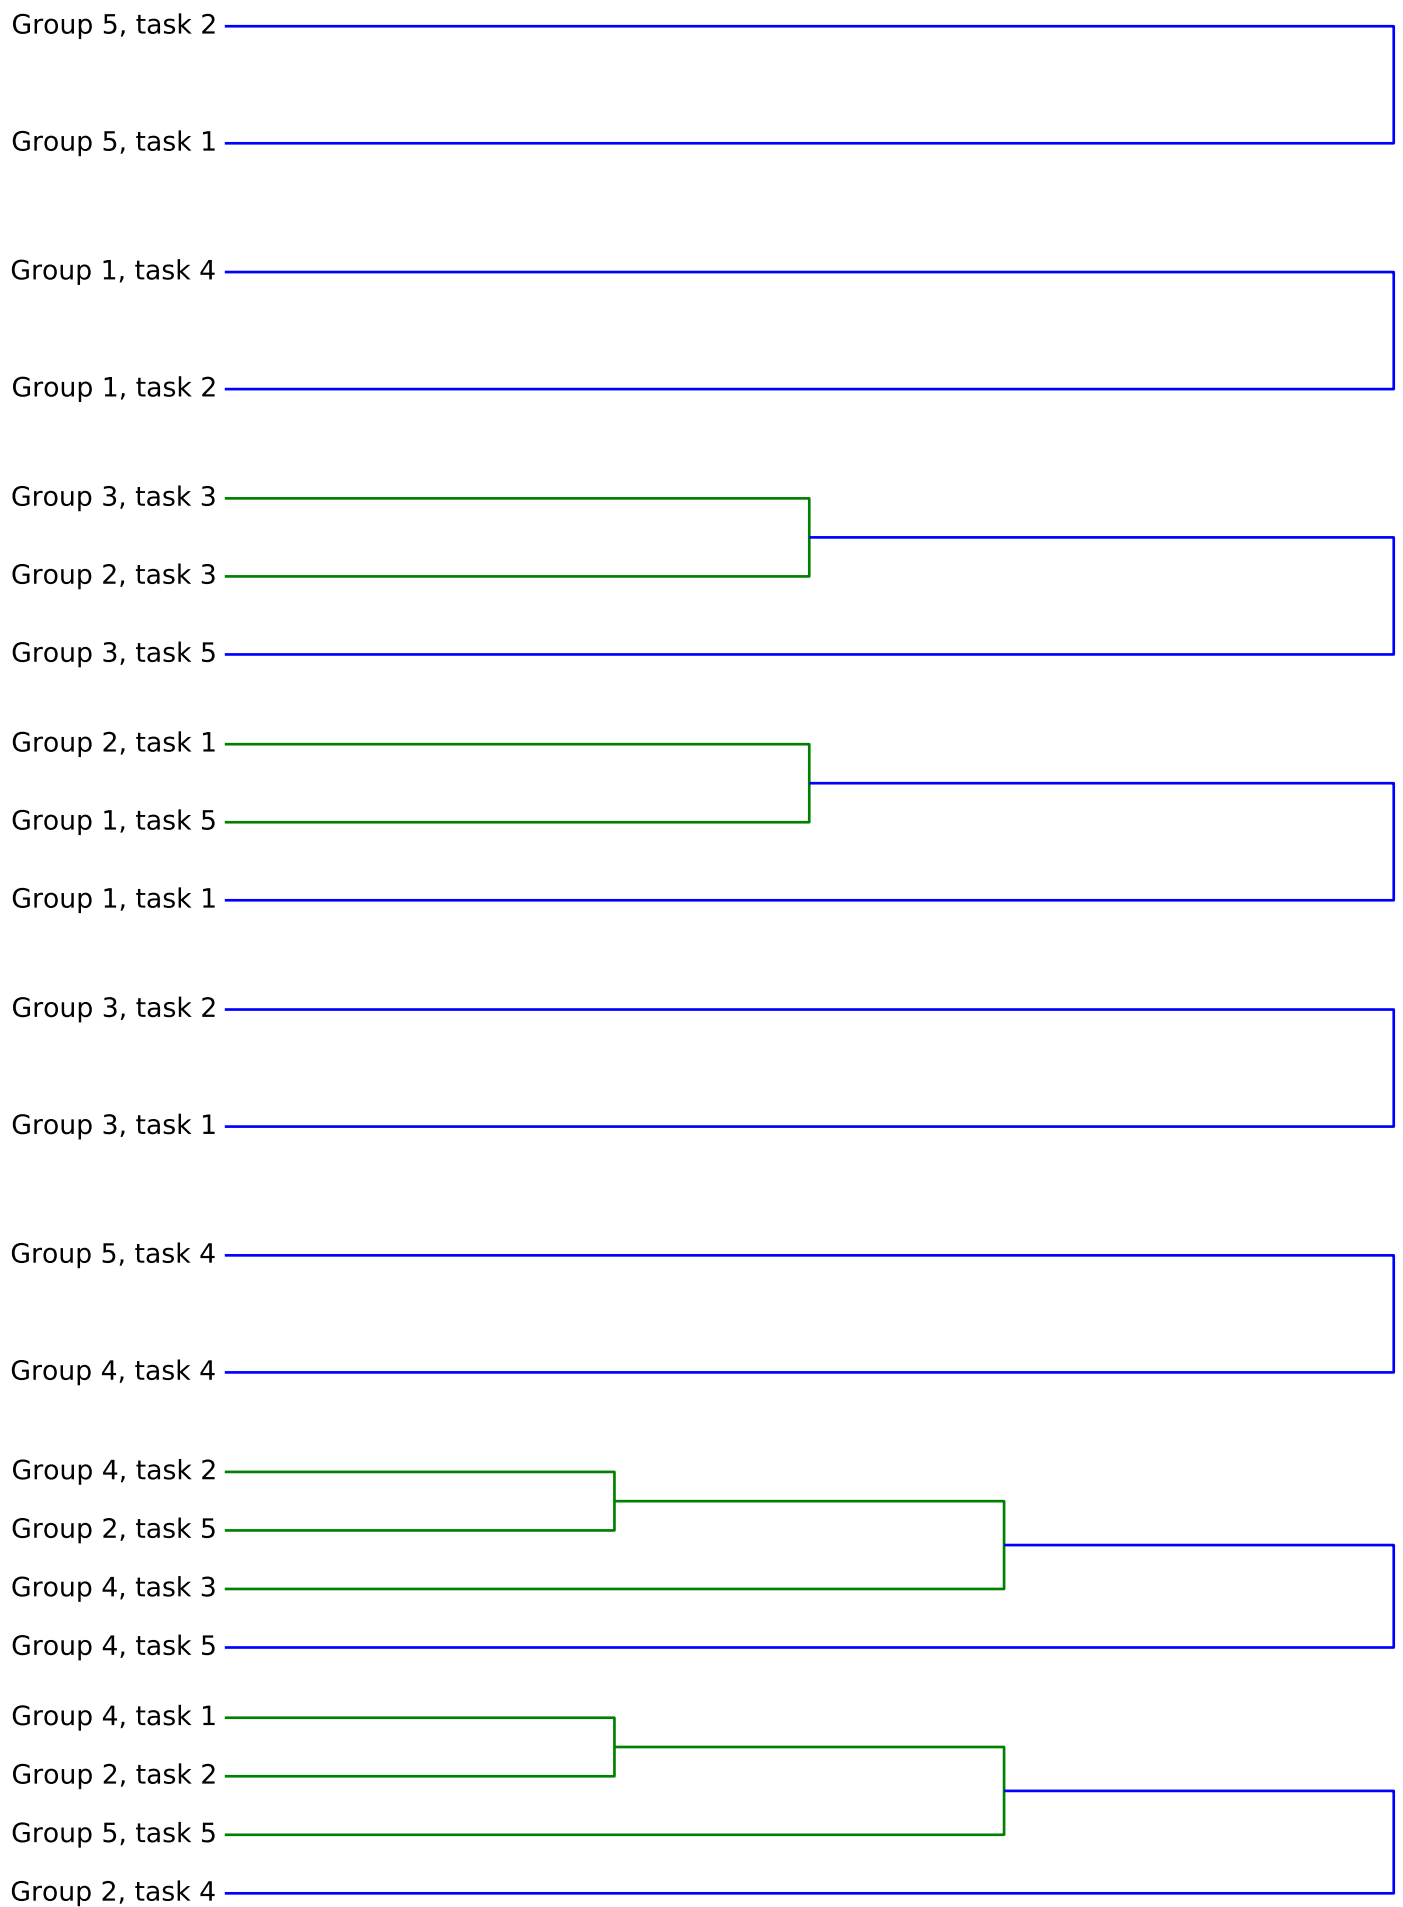 Group 5, task 2
Group 5, task 1
Group 1, task 4
Group 1, task 2
Group 3, task 3
Group 2, task 3
Group 3, task 5
Group 2, task 1
Group 1, task 5
Group 1, task 1
Group 3, task 2
Group 3, task 1
Group 5, task 4
Group 4, task 4
Group 4, task 2
Group 2, task 5
Group 4, task 3
Group 4, task 5
Group 4, task 1
Group 2, task 2
Group 5, task 5
Group 2, task 4